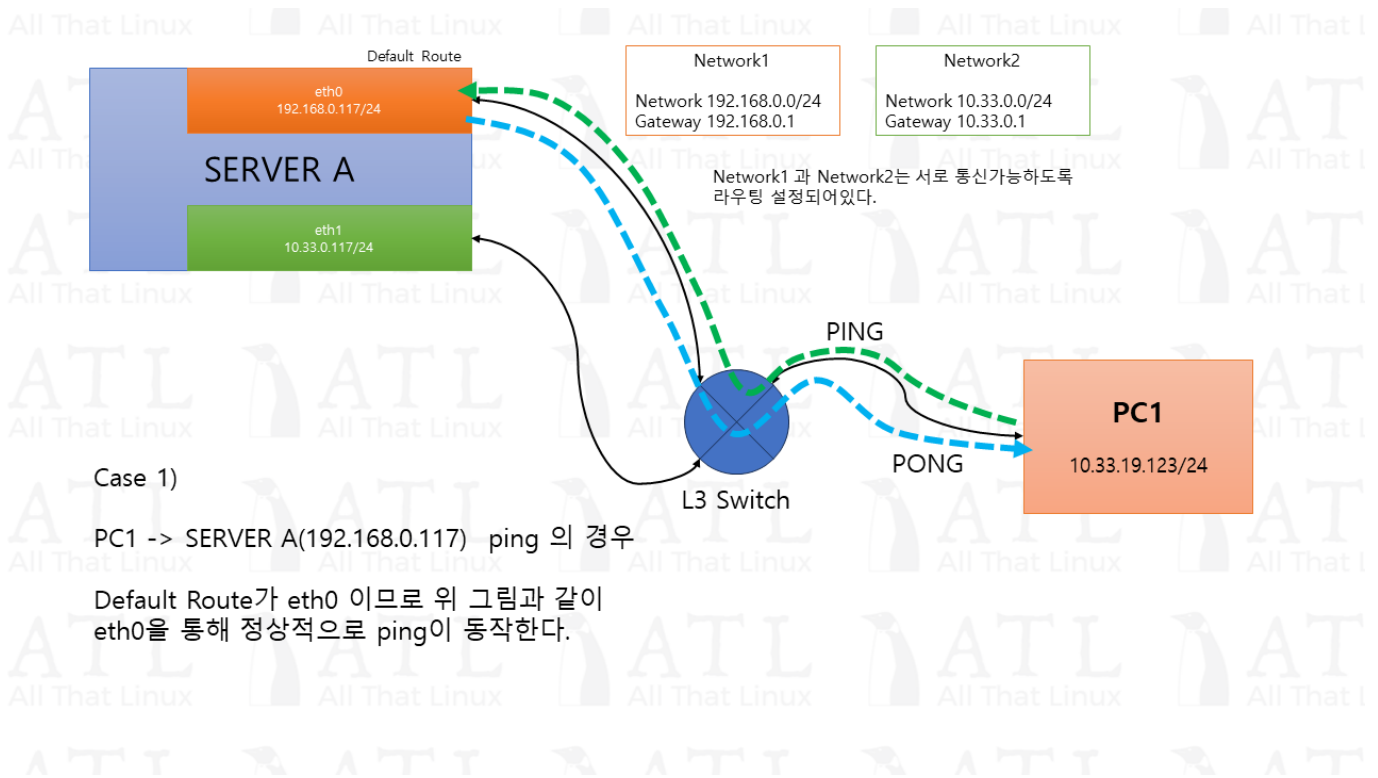 Default Route
eth0
192.168.0.117/24
SERVER A
eth1
10.33.0.117/24
Network1
Network 192.168.0.0/24
Gateway 192.168.0.1
Network2
Network 10.33.0.0/24
Gateway 10.33.0.1
Network1 과 Network2는 서로 통신가능하도록
라우팅 설정되어있다.
PING
PONG
L3 Switch
PC1
10.33.19.123/24
Case 1)
PC1 -> SERVER A(192.168.0.117) ping 의 경우
Default Route가 eth0 이므로 위 그림과 같이
eth0을 통해 정상적으로 ping이 동작한다.
ATL
All That Linux